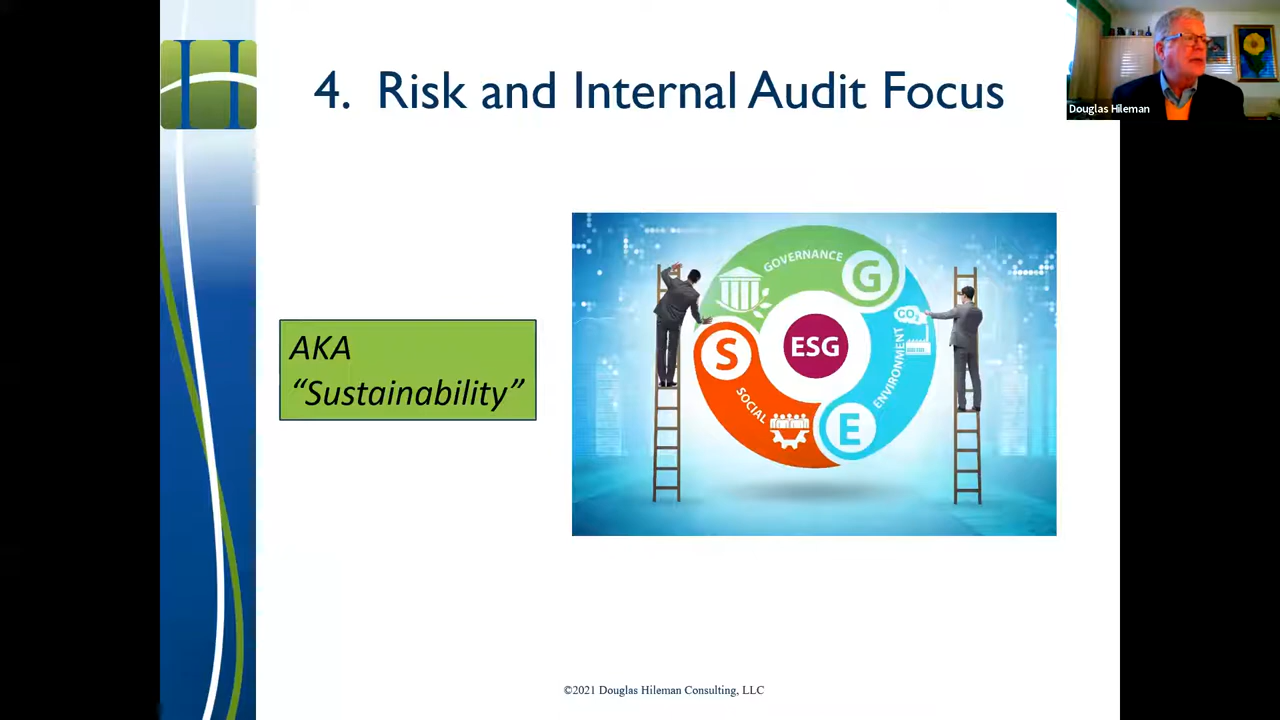 4. Risk and Internal Audit Focus
Douglas Hileman
AKA
“Sustainability”
GOVERNANCE
G
S
ESG
CO₂
ENVIRONMENT
SOCIAL
E
©2021 Douglas Hileman Consulting, LLC